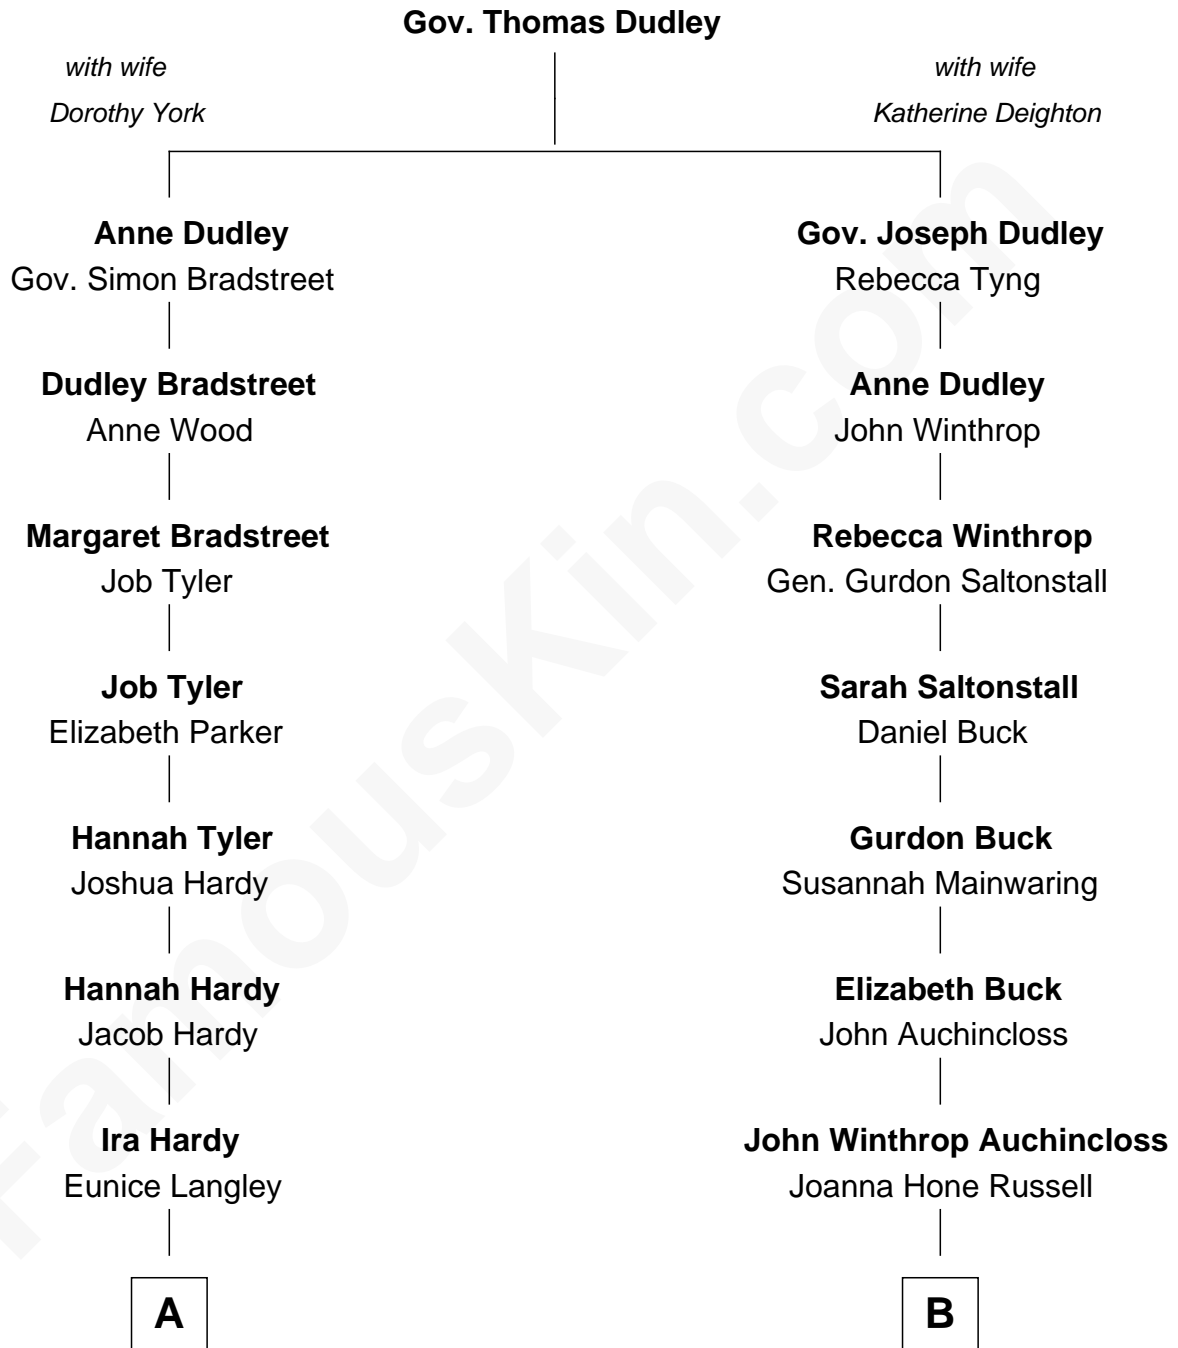 Gov. Thomas Dudley
with wife
Dorothy York
with wife
Katherine Deighton
Anne Dudley
Gov. Simon Bradstreet
Gov. Joseph Dudley
Rebecca Tyng
Dudley Bradstreet
Anne Wood
Anne Dudley
John Winthrop
Margaret Bradstreet
Job Tyler
Rebecca Winthrop
Gen. Gurdon Saltonstall
Job Tyler
Elizabeth Parker
Sarah Saltonstall
Daniel Buck
Hannah Tyler
Joshua Hardy
Gurdon Buck
Susannah Mainwaring
Hannah Hardy
Jacob Hardy
Elizabeth Buck
John Auchincloss
Ira Hardy
Eunice Langley
John Winthrop Auchincloss
Joanna Hone Russell
A
B
FamousKin.com